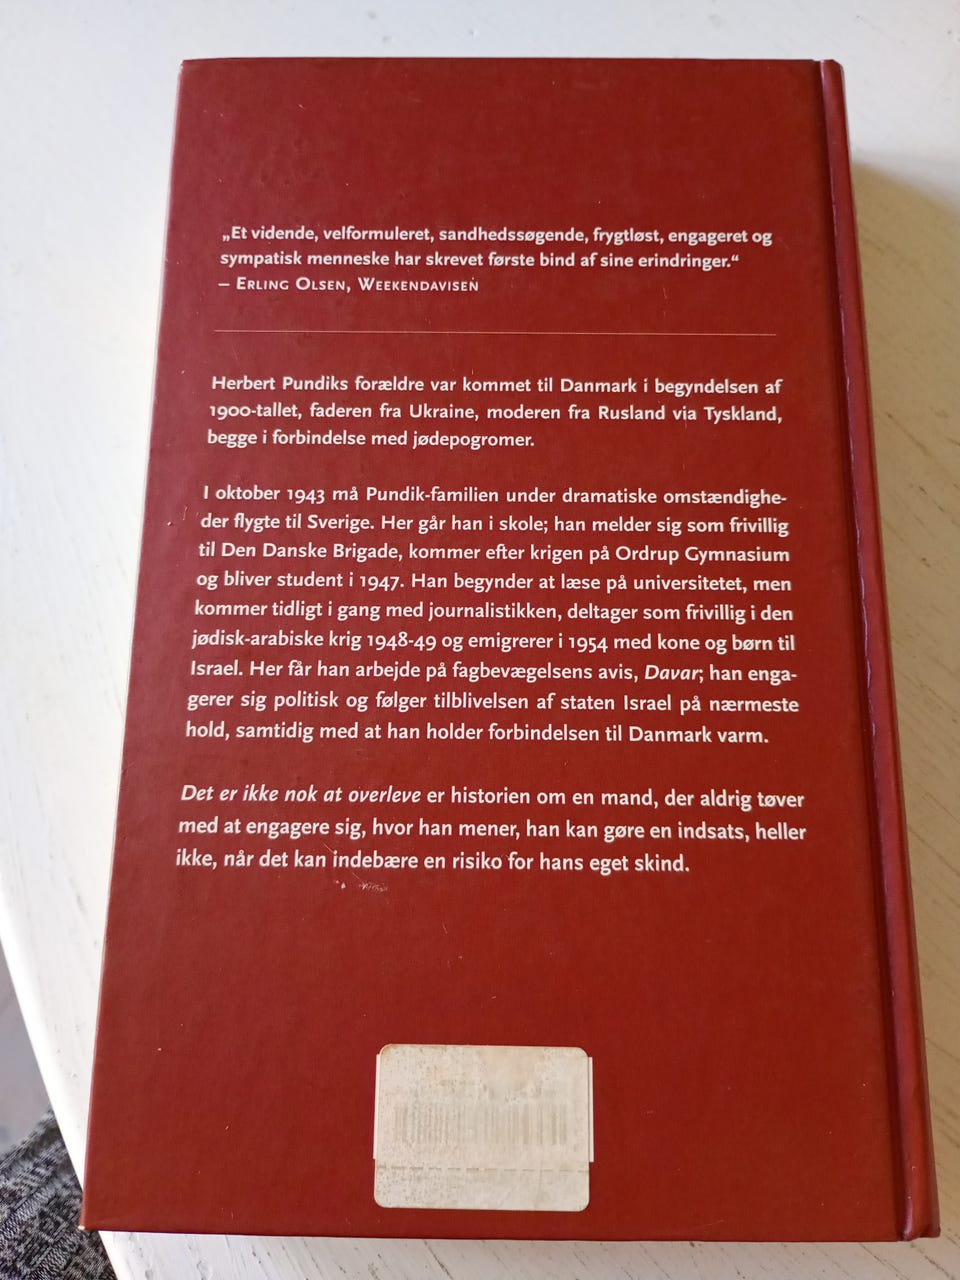 „Et vidende, velformuleret, sandhedssøgende, frygtløst, engageret og
sympatisk menneske har skrevet første bind af sine erindringer.“
– Erling Olsen, Weekendavisen
Herbert Pundiks forældre var kommet til Danmark i begyndelsen af
1900-tallet, faderen fra Ukraine, moderen fra Rusland via Tyskland,
begge i forbindelse med jødepogromer.
I oktober 1943 må Pundik-familien under dramatiske omstændighe-
der flygte til Sverige. Her går han i skole; han melder sig som frivillig
til Den Danske Brigade, kommer efter krigen på Ordrup Gymnasium
og bliver student i 1947. Han begynder at læse på universitetet, men
kommer tidligt i gang med journalistikken, deltager som frivillig i den
jødisk-arabiske krig 1948-49 og emigrerer i 1954 med kone og børn til
Israel. Her får han arbejde på fagbevægelsens avis, Davar; han enga-
gerer sig politisk og følger tilblivelsen af staten Israel på nærmeste
hold, samtidig med at han holder forbindelsen til Danmark varm.
Det er ikke nok at overleve er historien om en mand, der aldrig tøver
med at engagere sig, hvor han mener, han kan gøre en indsats, heller
ikke, når det kan indebære en risiko for hans eget skind.